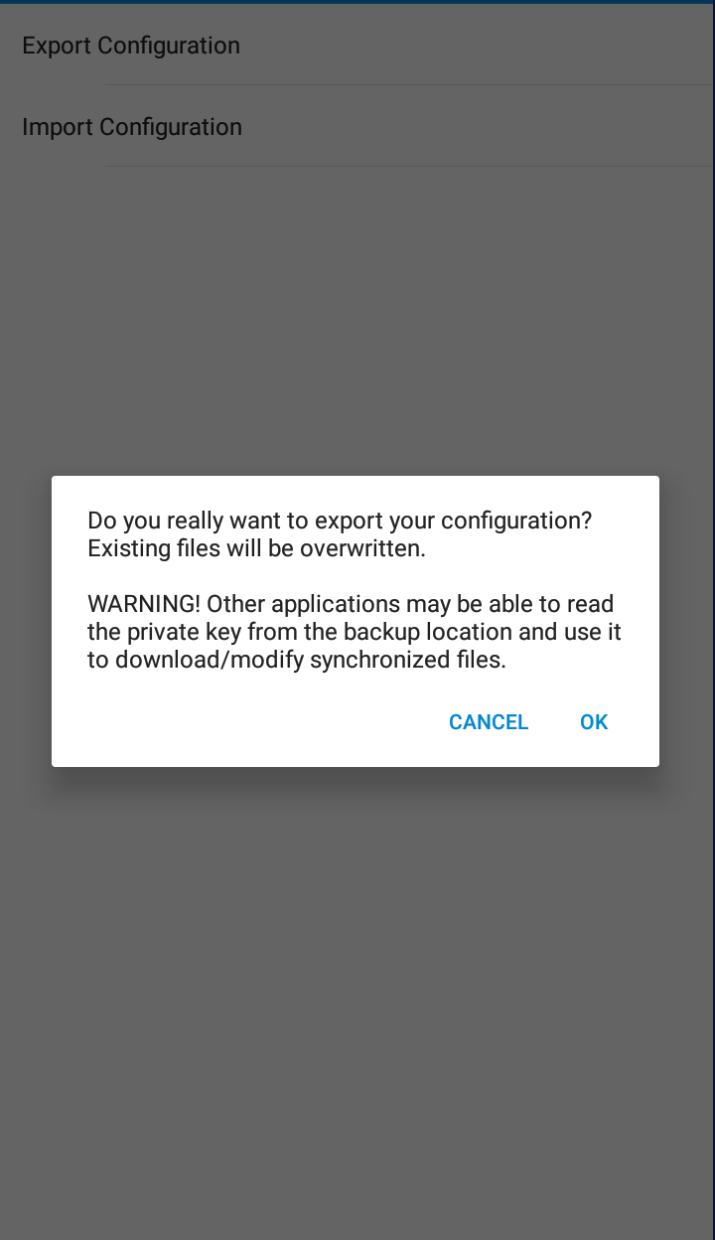 Export Configuration
Import Configuration
Do you really want to export your configuration?
Existing files will be overwritten.
WARNING! Other applications may be able to read
the private key from the backup location and use it
to download/modify synchronized files.
CANCEL OK